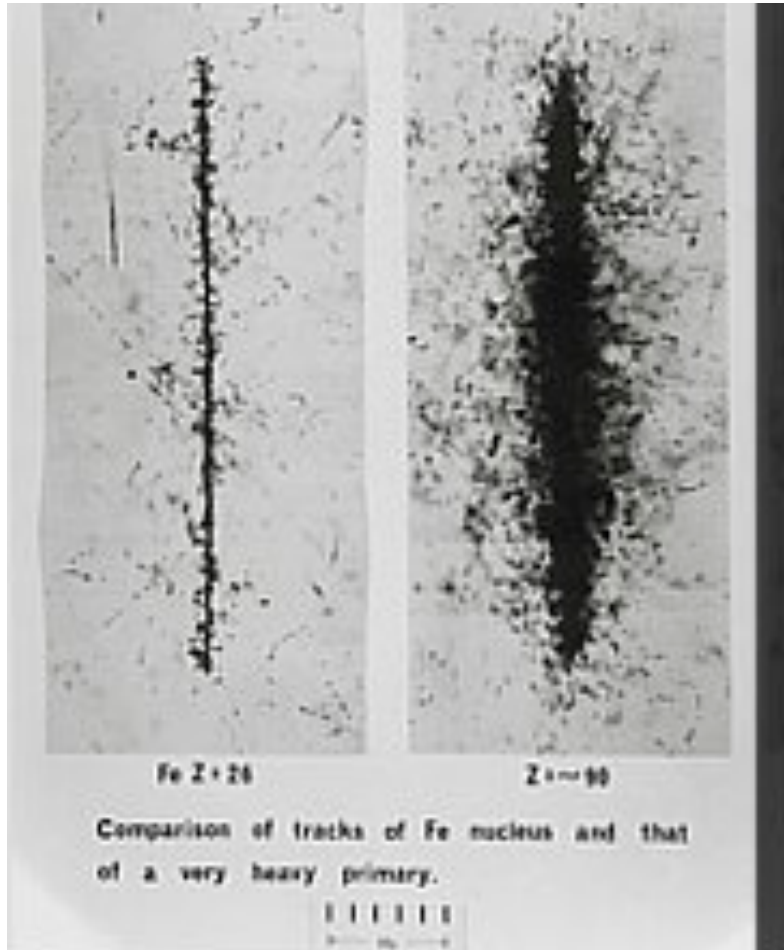 Fe Z = 26
Z = ~ 90
Comparison of tracks of Fe nucleus and that
of a very heavy primary.